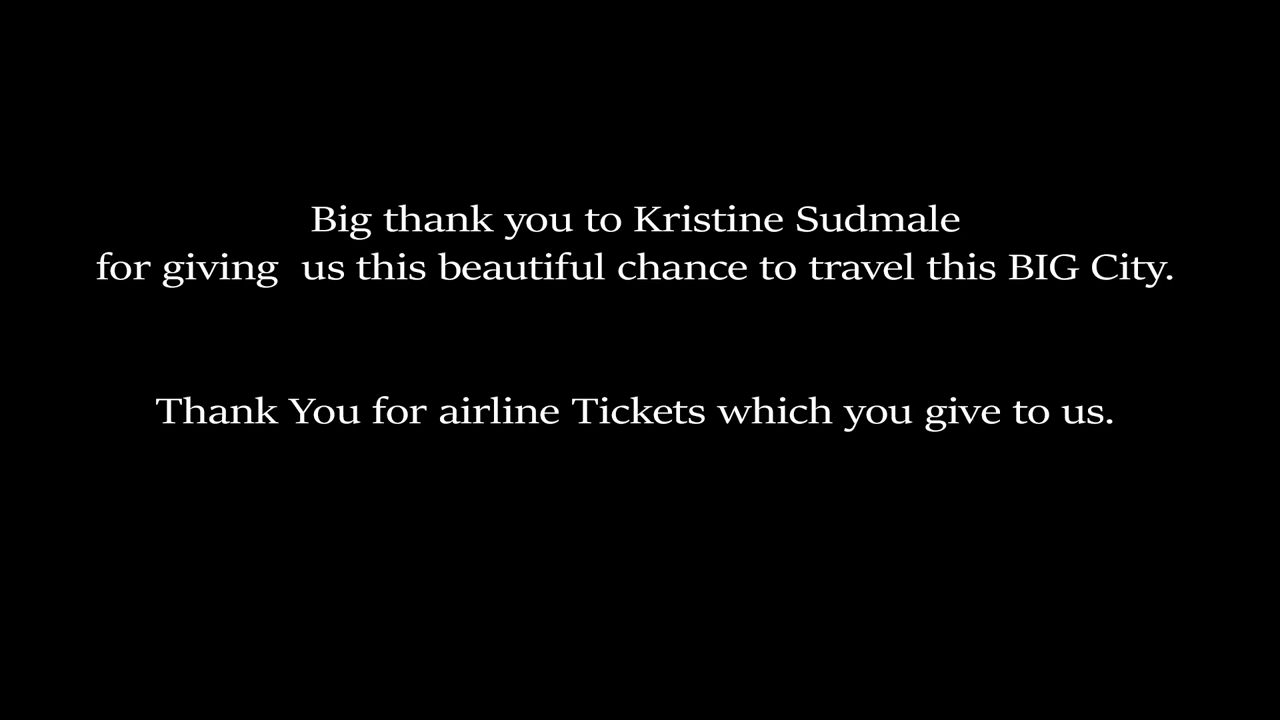 Big thank you to Kristine Sudmale
for giving  us this beautiful chance to travel this BIG City.
Thank You for airline Tickets which you give to us.